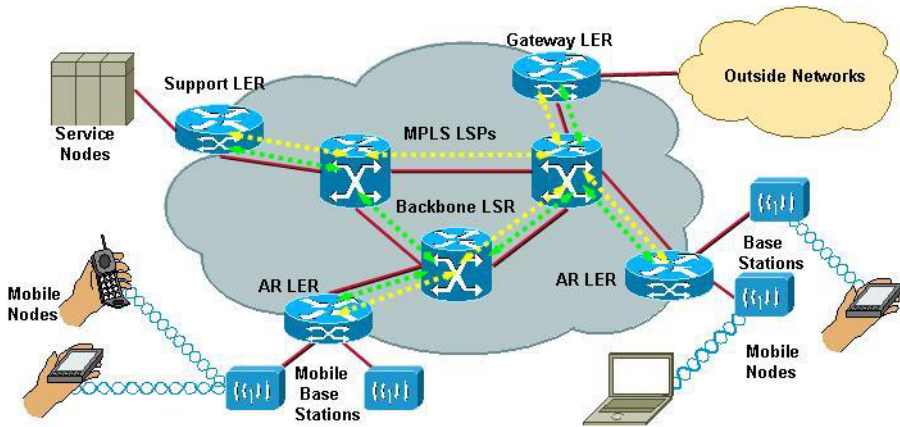 Gateway LER
Outside Networks
Support LER
MPLS LSPs
Service
Nodes
Backbone LSR
Base
Stations
AR LER
AR LER
Mobile
Nodes
Mobile
Nodes
Mobile
Base
Stations